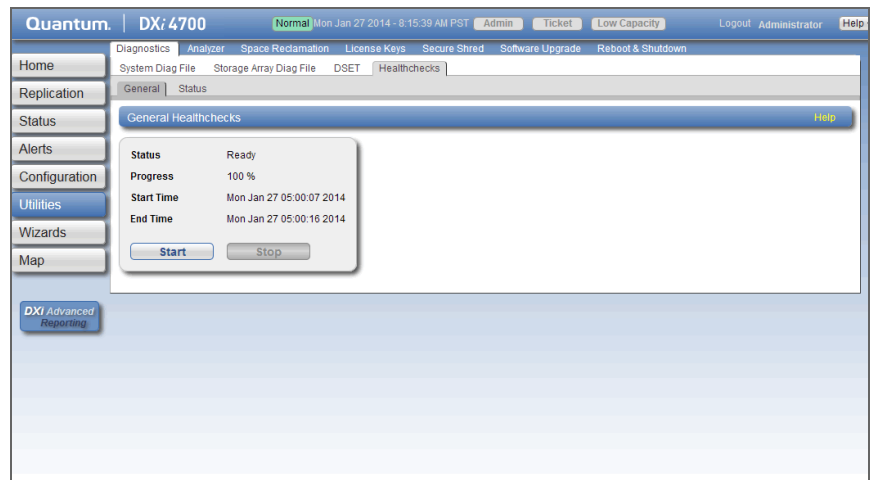 Quantum. DXi 4700 Normal Mon Jan 27 2014 - 8:15:39 AM PST Admin Ticket Low Capacity Logout Administrator Help
Diagnostics Analyzer Space Reclamation License Keys Secure Shred Software Upgrade Reboot & Shutdown
Home
System Diag File Storage Array Diag File DSET Healthchecks
Replication
General Status
Status
General Healthchecks Help
Alerts
Status Ready
Configuration
Progress 100 %
Utilities
Start Time Mon Jan 27 05:00:07 2014
End Time Mon Jan 27 05:00:16 2014
Wizards
Start Stop
Map
DXi Advanced
Reporting